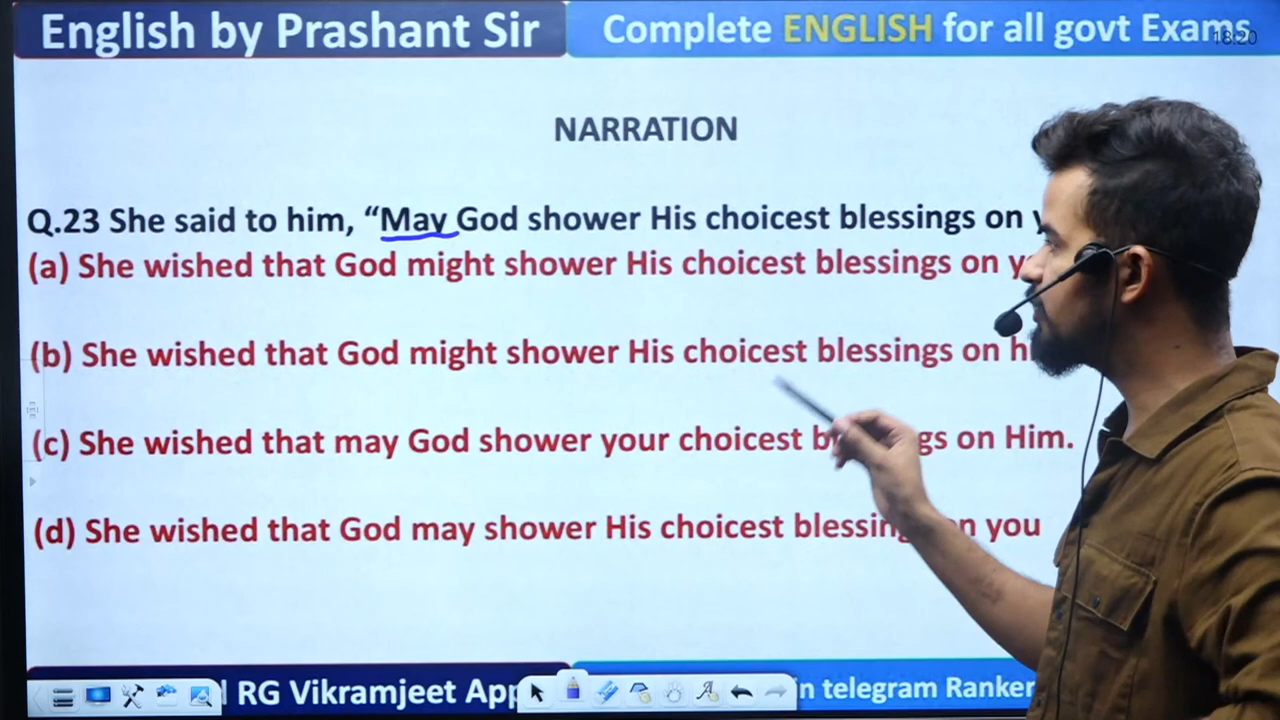 English by Prashant Sir
Complete ENGLISH for all govt Exams
18:20
NARRATION
Q.23 She said to him, “May God shower His choicest blessings on
(a) She wished that God might shower His choicest blessings on
(b) She wished that God might shower His choicest blessings on
(c) She wished that may God shower your choicest on Him.
(d) She wished that God may shower His choicest you
RG Vikramjeet App
in telegram